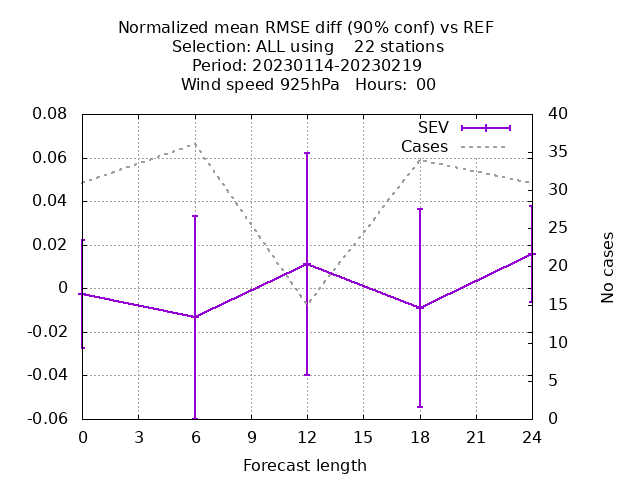 Normalized mean RMSE diff (90% conf) vs REF
Selection: ALL using    22 stations
Period: 20230114-20230219
Wind speed 925hPa   Hours:  00
SEV
Cases
0.08
0.06
0.04
0.02
0
-0.02
-0.04
-0.06
40
35
30
25
20
15
10
5
0
No cases
0 3 6 9 12 15 18 21 24
Forecast length